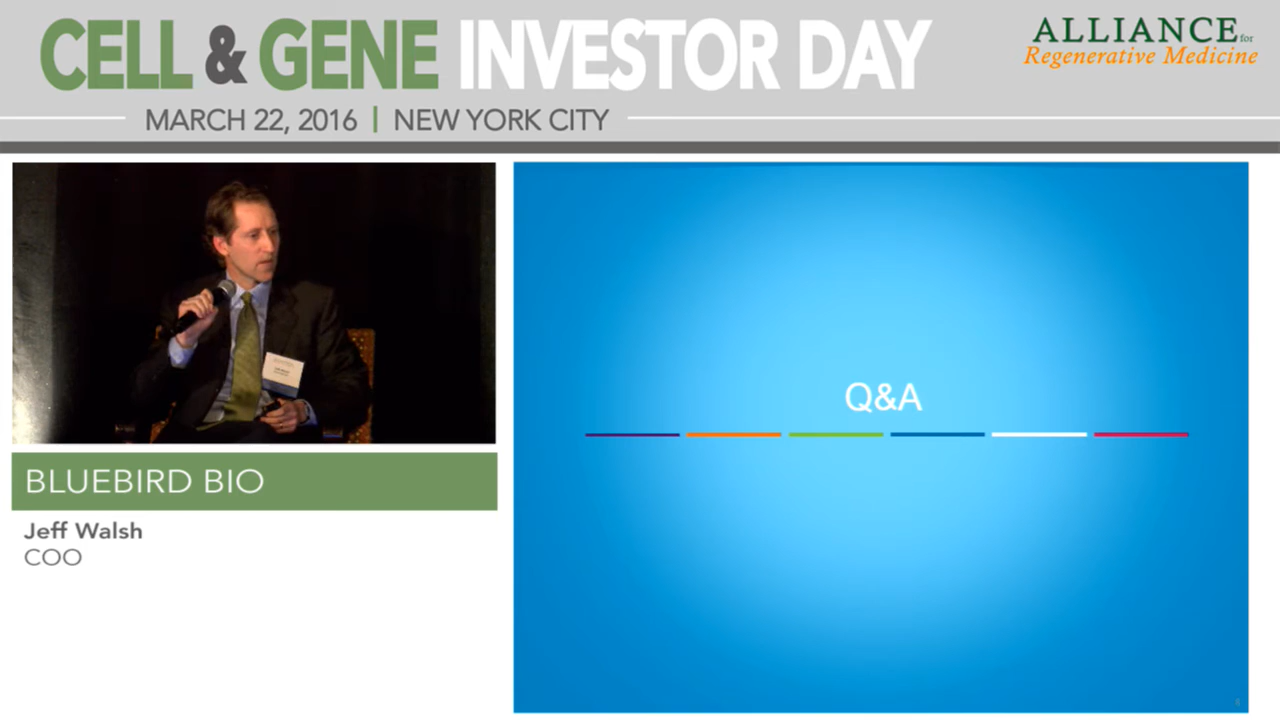 CELL & GENE INVESTOR DAY
ALLIANCE for
Regenerative Medicine
MARCH 22, 2016 | NEW YORK CITY
Q&A
BLUEBIRD BIO
Jeff Walsh
COO